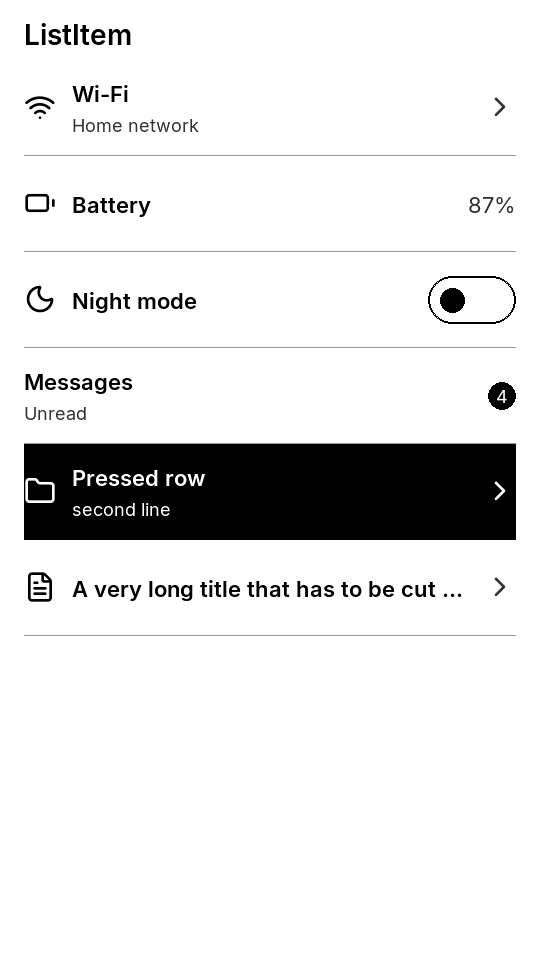 ListItem
Wi-Fi
Home network
Battery
87%
Night mode
Messages
Unread
4
Pressed row
second line
A very long title that has to be cut ...